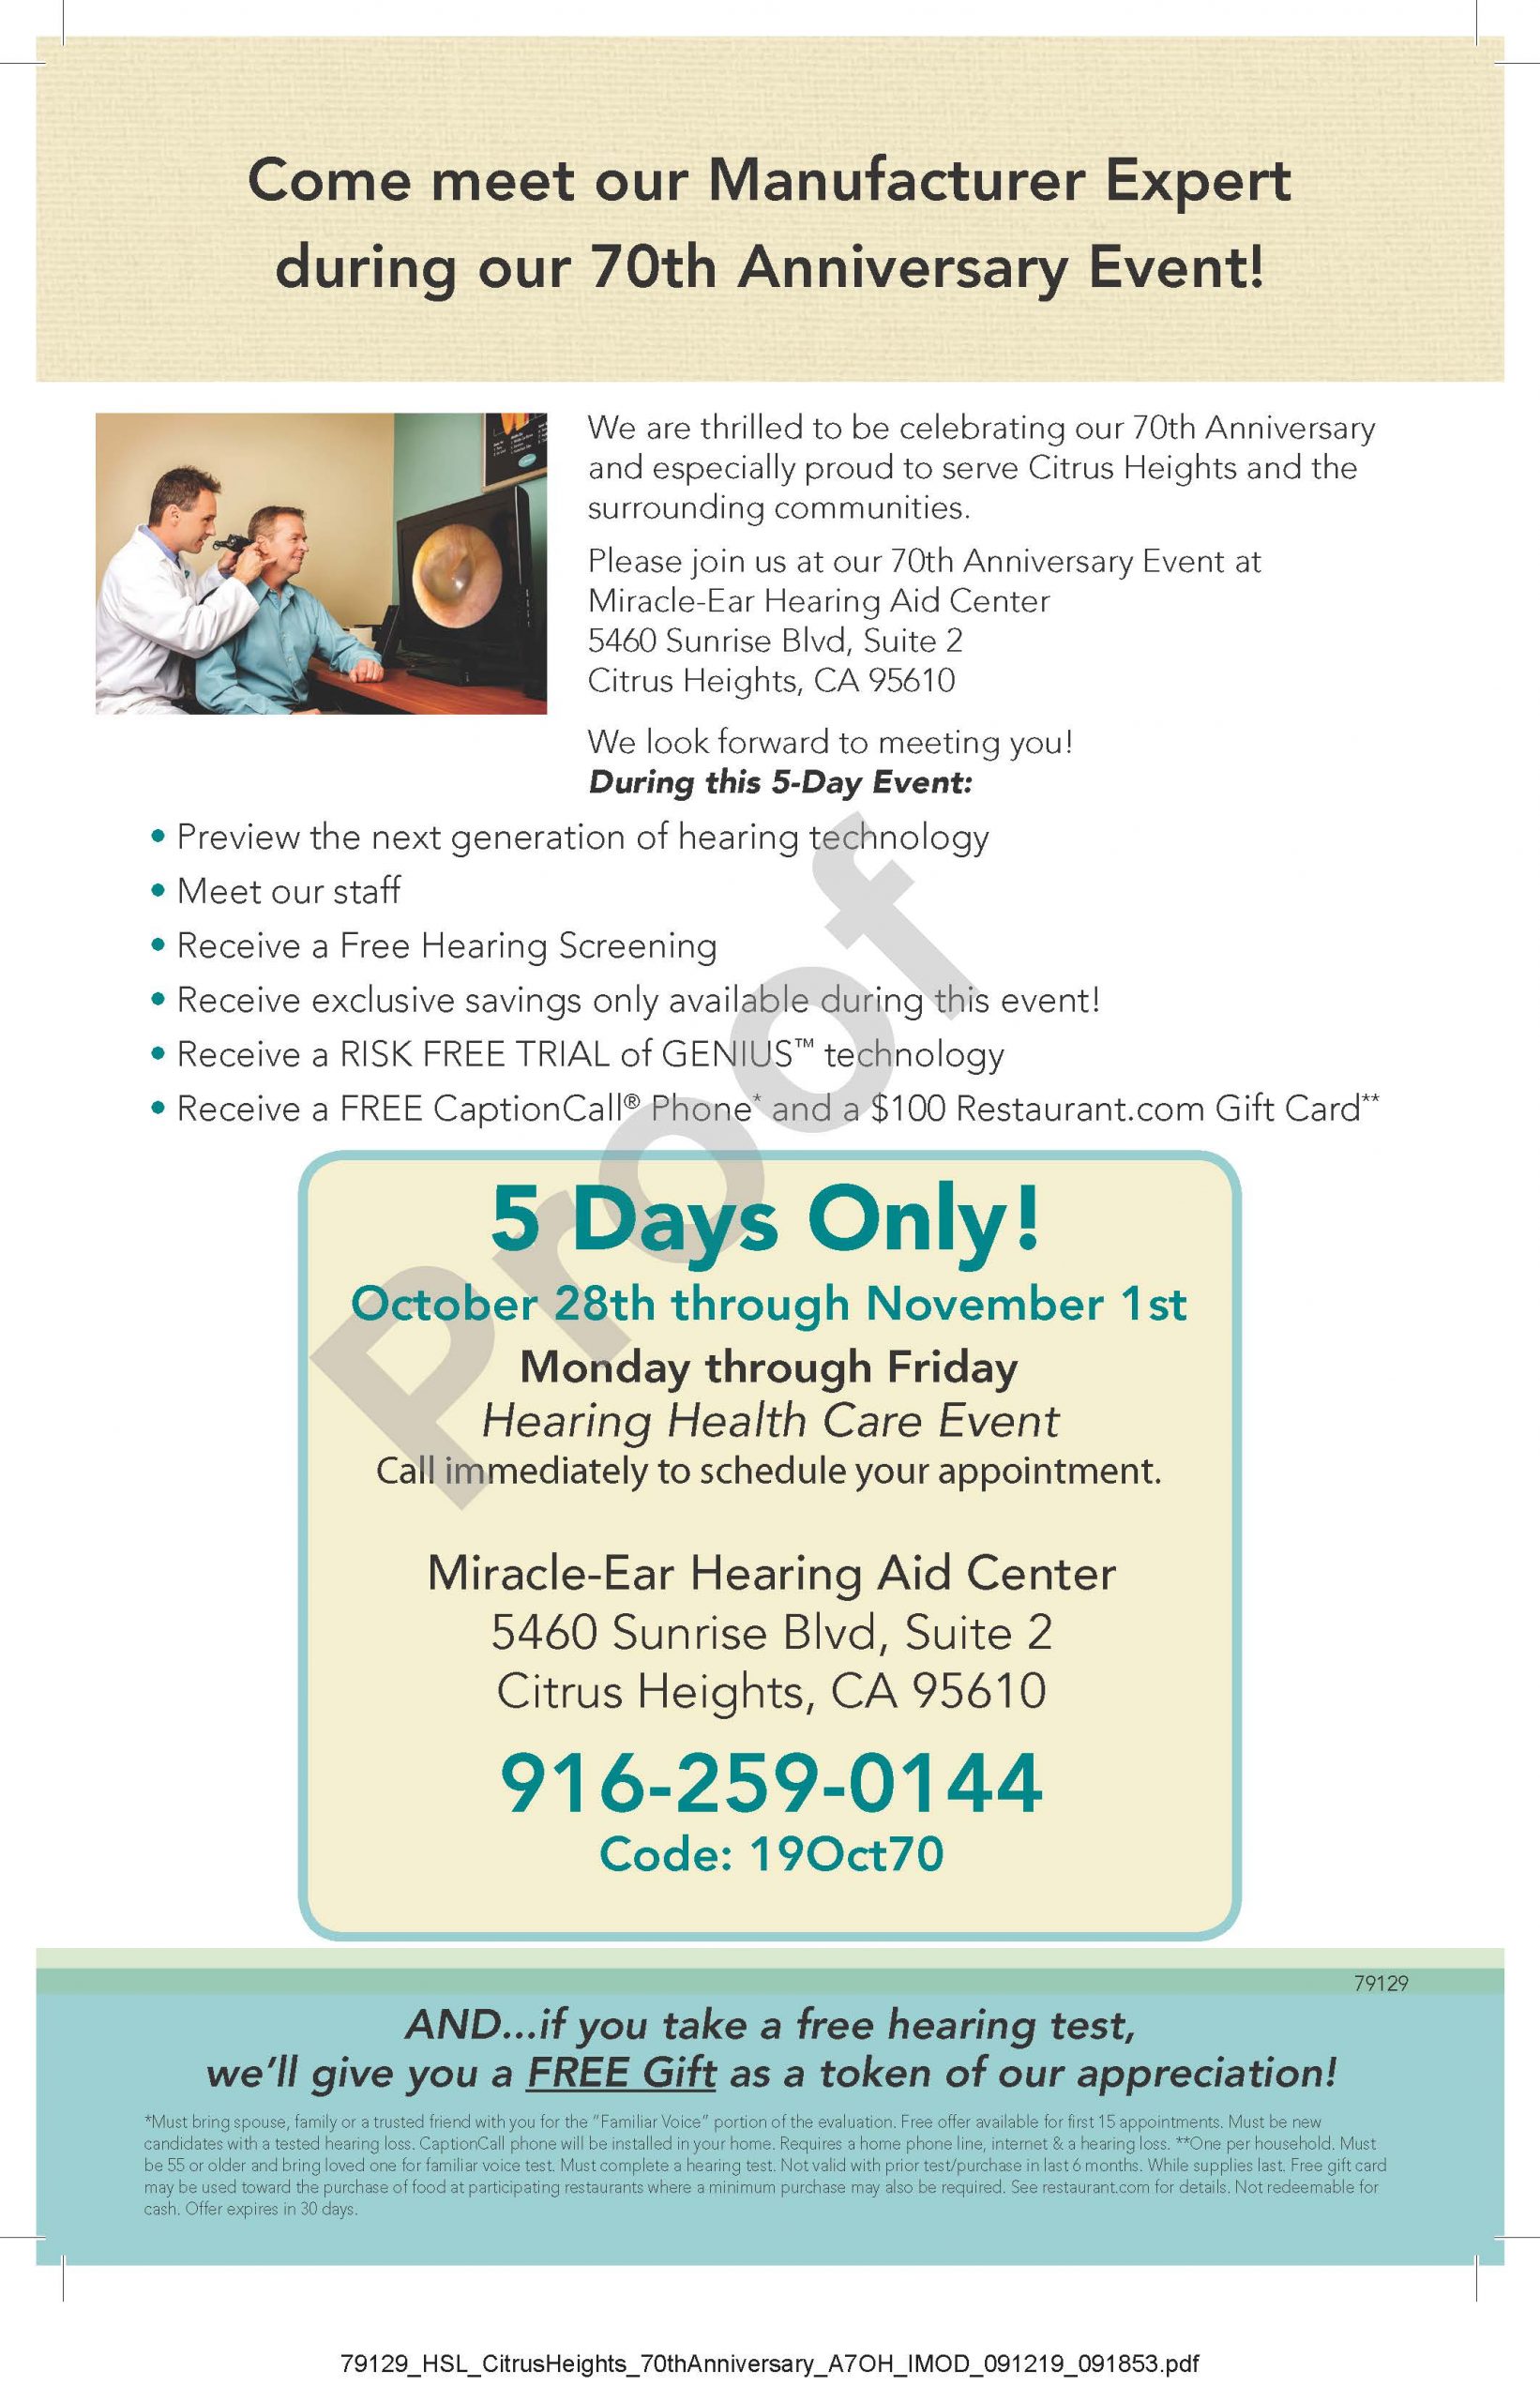 Come meet our Manufacturer Expert
during our 70th Anniversary Event!
We are thrilled to be celebrating our 70th Anniversary
and especially proud to serve Citrus Heights and the
surrounding communities.
Please join us at our 70th Anniversary Event at
Miracle-Ear Hearing Aid Center
5460 Sunrise Blvd, Suite 2
Citrus Heights, CA 95610
We look forward to meeting you!
During this 5-Day Event:
• Preview the next generation of hearing technology
• Meet our staff
• Receive a Free Hearing Screening
• Receive exclusive savings only available during this event!
• Receive a RISK FREE TRIAL of GENIUS™ technology
• Receive a FREE CaptionCall® Phone* and a $100 Restaurant.com Gift Card**
Proof
5 Days Only!
October 28th through November 1st
Monday through Friday
Hearing Health Care Event
Call immediately to schedule your appointment.
Miracle-Ear Hearing Aid Center
5460 Sunrise Blvd, Suite 2
Citrus Heights, CA 95610
916-259-0144
Code: 19Oct70
79129
AND...if you take a free hearing test,
we'll give you a FREE Gift as a token of our appreciation!
*Must bring spouse, family or a trusted friend with you for the "Familiar Voice" portion of the evaluation. Free offer available for first 15 appointments. Must be new
candidates with a tested hearing loss. CaptionCall phone will be installed in your home. Requires a home phone line, internet & a hearing loss. **One per household. Must
be 55 or older and bring loved one for familiar voice test. Must complete a hearing test. Not valid with prior test/purchase in last 6 months. While supplies last. Free gift card
may be used toward the purchase of food at participating restaurants where a minimum purchase may also be required. See restaurant.com for details. Not redeemable for
cash. Offer expires in 30 days.
79129_HSL_CitrusHeights_70thAnniversary_A7OH_IMOD_091219_091853.pdf